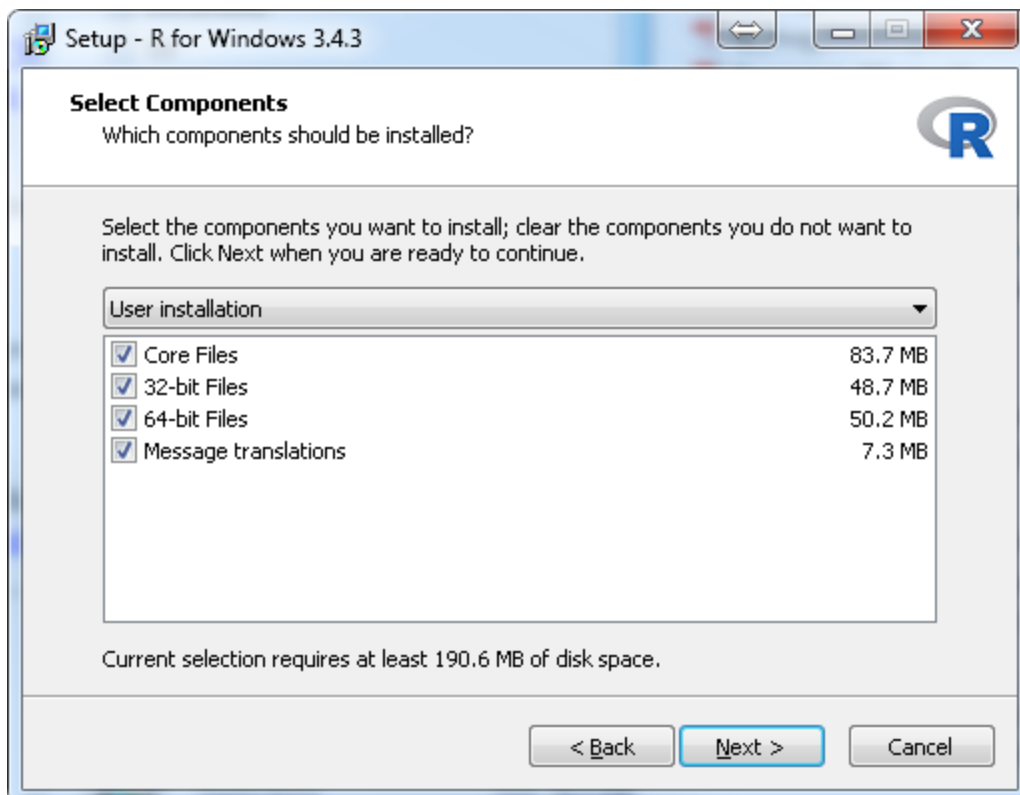 Setup - R for Windows 3.4.3
Select Components
Which components should be installed?
R
Select the components you want to install; clear the components you do not want to
install. Click Next when you are ready to continue.
User installation
Core Files 83.7 MB
32-bit Files 48.7 MB
64-bit Files 50.2 MB
Message translations 7.3 MB
Current selection requires at least 190.6 MB of disk space.
< Back Next > Cancel